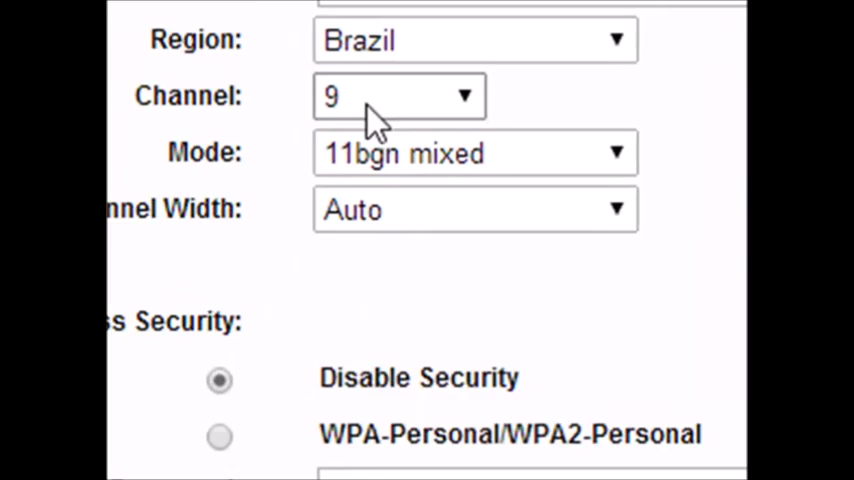 Region: Brazil
Channel: 9
Mode: 11bgn mixed
nnel Width: Auto
ss Security:
Disable Security
WPA-Personal/WPA2-Personal